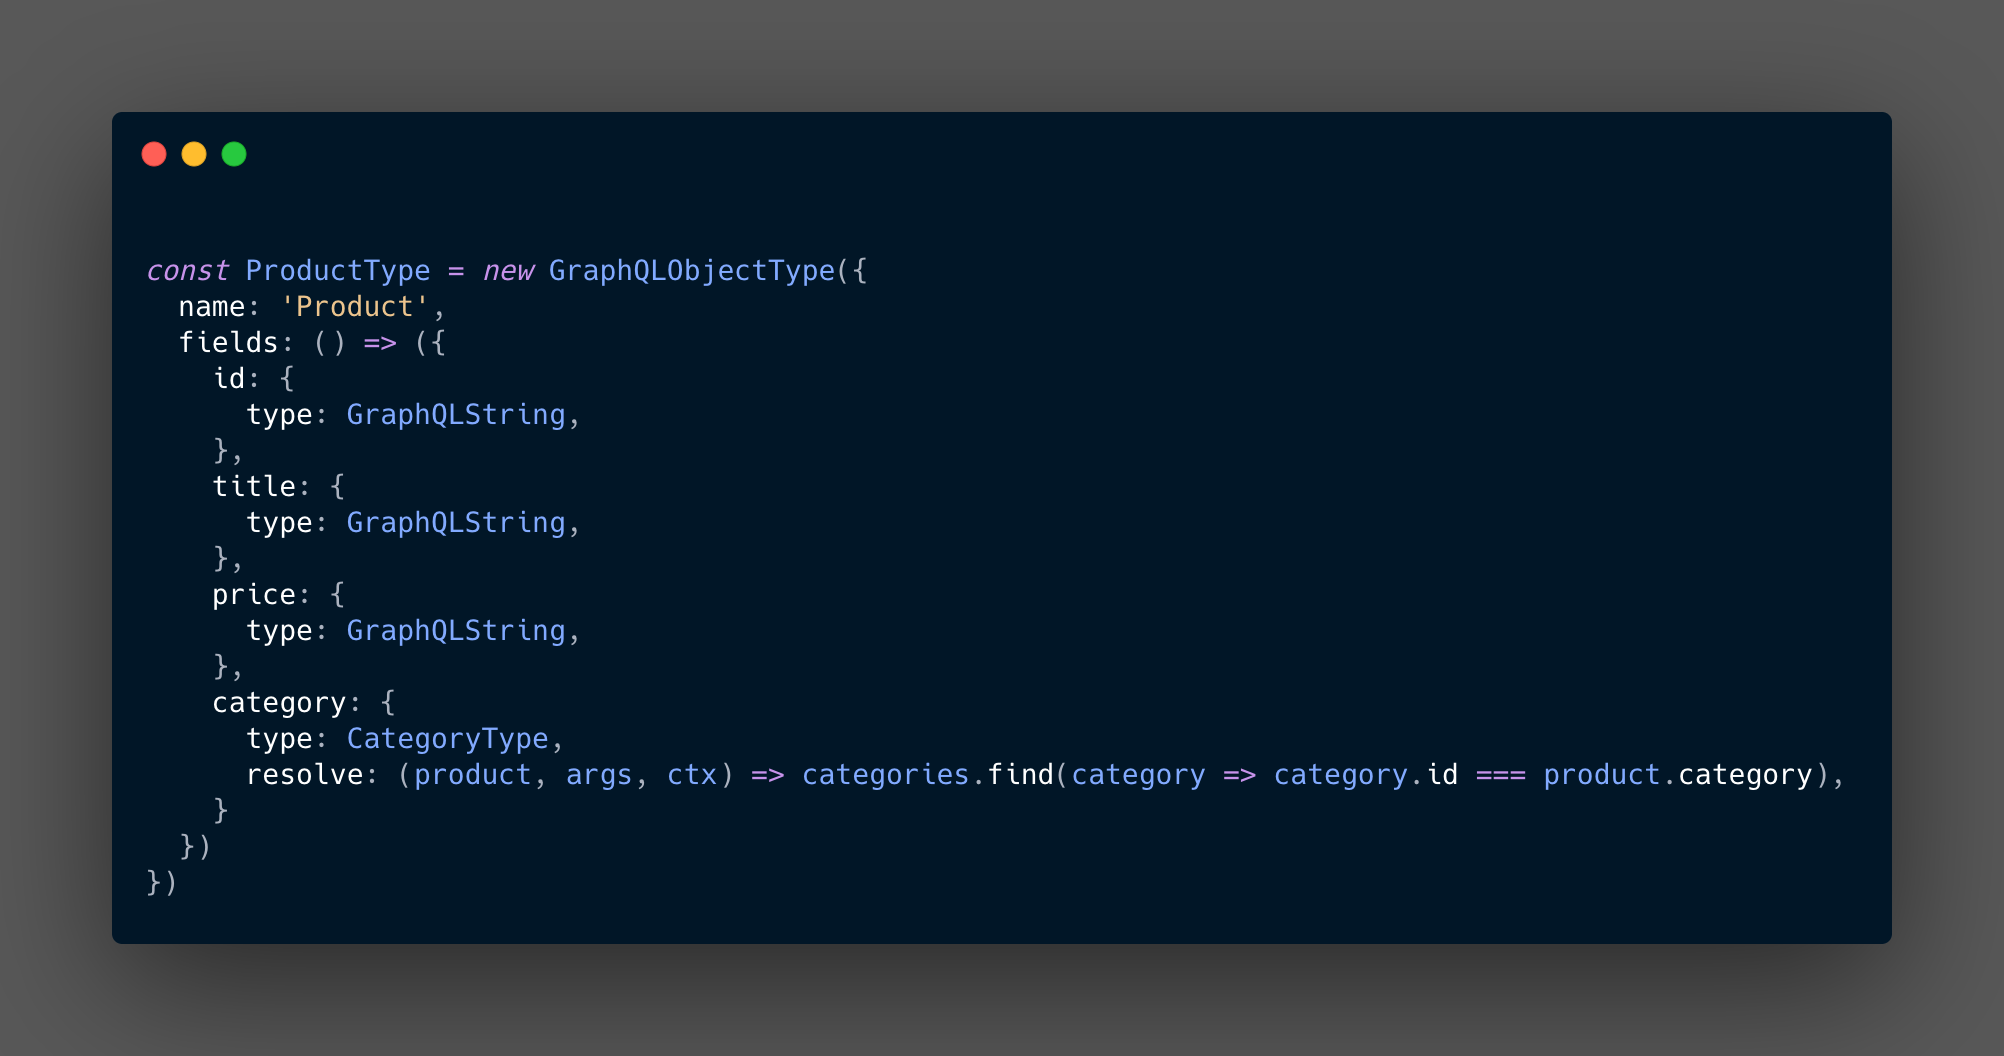 const ProductType = new GraphQLObjectType({
  name: 'Product',
  fields: () => ({
    id: {
      type: GraphQLString,
    },
    title: {
      type: GraphQLString,
    },
    price: {
      type: GraphQLString,
    },
    category: {
      type: CategoryType,
      resolve: (product, args, ctx) => categories.find(category => category.id === product.category),
    }
  })
})